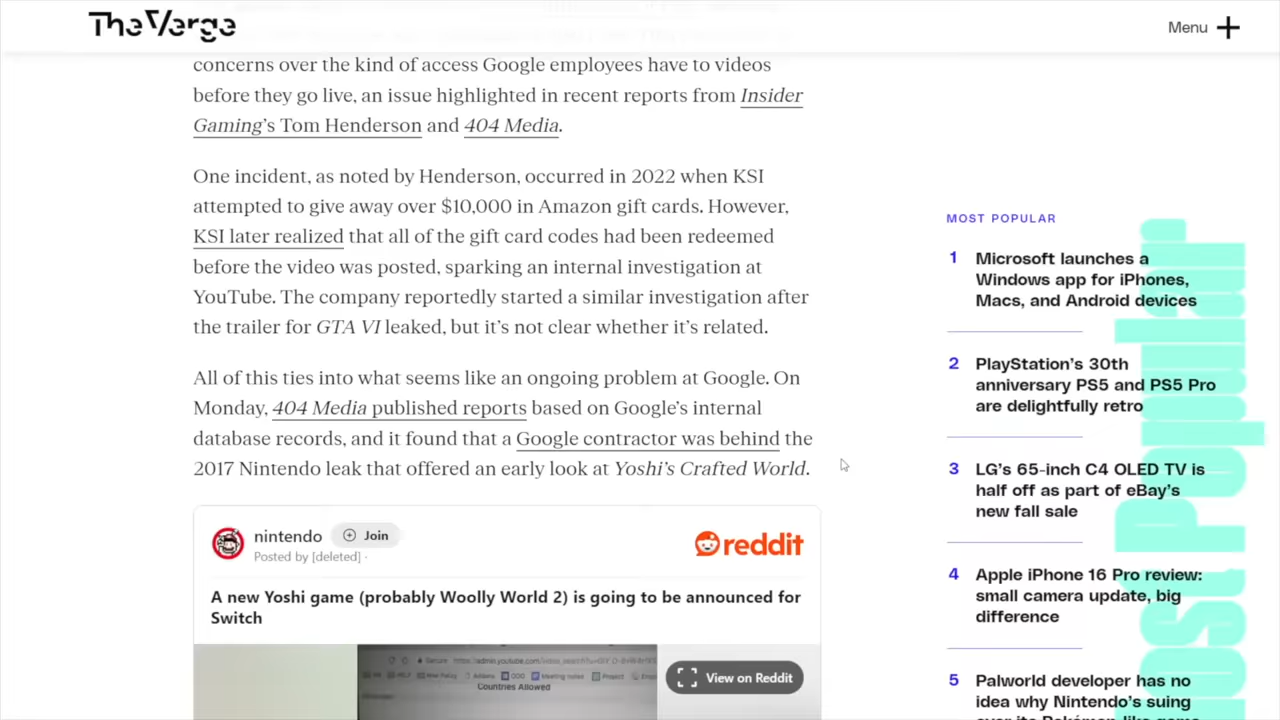 The Verge
Menu
concerns over the kind of access Google employees have to videos
before they go live, an issue highlighted in recent reports from Insider
Gaming's Tom Henderson and 404 Media.
One incident, as noted by Henderson, occurred in 2022 when KSI
attempted to give away over $10,000 in Amazon gift cards. However,
KSI later realized that all of the gift card codes had been redeemed
before the video was posted, sparking an internal investigation at
YouTube. The company reportedly started a similar investigation after
the trailer for GTA VI leaked, but it's not clear whether it's related.
All of this ties into what seems like an ongoing problem at Google. On
Monday, 404 Media published reports based on Google's internal
database records, and it found that a Google contractor was behind the
2017 Nintendo leak that offered an early look at Yoshi's Crafted World.
nintendo
Join
Posted by [deleted] ·
reddit
A new Yoshi game (probably Woolly World 2) is going to be announced for
Switch
Secure
Meeting notes
Project
Countries Allowed
View on Reddit
MOST POPULAR
1 Microsoft launches a
Windows app for iPhones,
Macs, and Android devices
2 PlayStation's 30th
anniversary PS5 and PS5 Pro
are delightfully retro
3 LG's 65-inch C4 OLED TV is
half off as part of eBay's
new fall sale
4 Apple iPhone 16 Pro review:
small camera update, big
difference
5 Palworld developer has no
idea why Nintendo's suing
over its Pokémon-like game
Most Popular